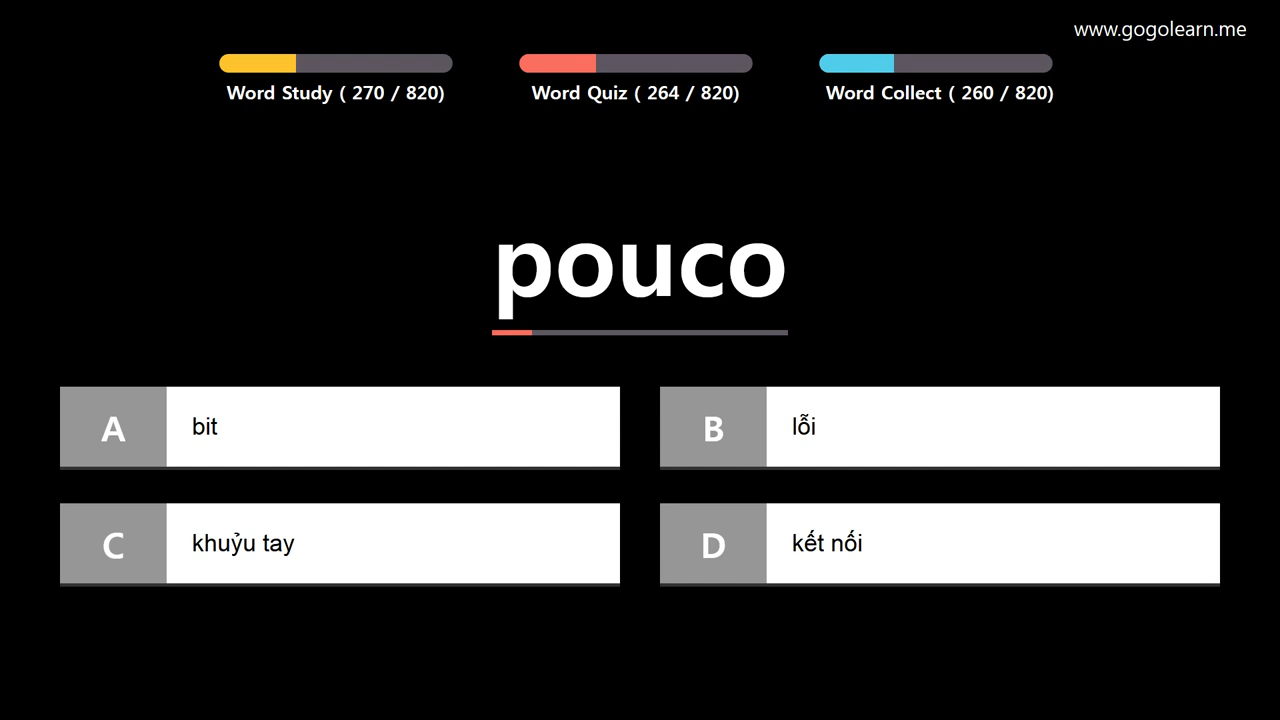 www.gogolearn.me
Word Study ( 270 / 820)
Word Quiz ( 264 / 820)
Word Collect ( 260 / 820)
pouco
A bit
B lỗi
C khuỷu tay
D kết nối